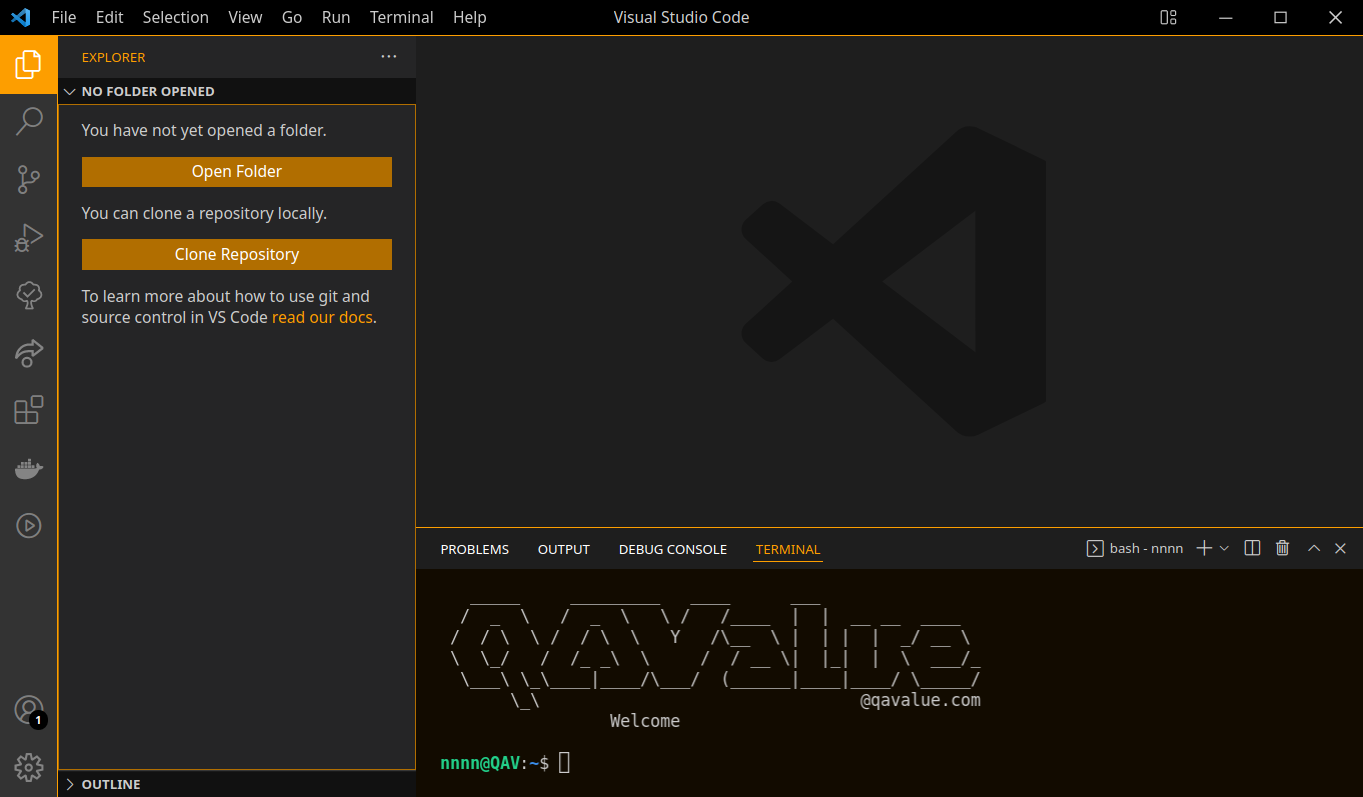 File Edit Selection View Go Run Terminal Help Visual Studio Code
EXPLORER
NO FOLDER OPENED
You have not yet opened a folder.
Open Folder
You can clone a repository locally.
Clone Repository
To learn more about how to use git and
source control in VS Code read our docs.
1
OUTLINE
PROBLEMS OUTPUT DEBUG CONSOLE TERMINAL bash - nnnn
QAValue
@qavalue.com
Welcome
nnnn@QAV:~$